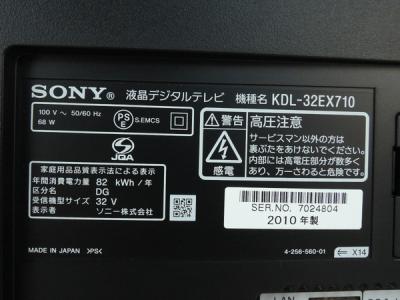 SONY® 液晶デジタルテレビ 機種名 KDL-32EX710
100 V ～ 50/60 Hz
68 W
PS
E
S.EMCS
JQA
警告 高圧注意
サービスマン以外の方は
裏ぶたをあけないでください。
内部には高電圧部分が数多く
あり、万一さわると危険です。
感電
家庭用品品質表示法による表示
年間消費電力量 82 kWh／年
区分名 DG
受信機型サイズ 32 V
表示者 ソニー株式会社
SER.NO. 7024804
2010 年製
MADE IN JAPAN >PS<
4-256-560-01 X14
LAN